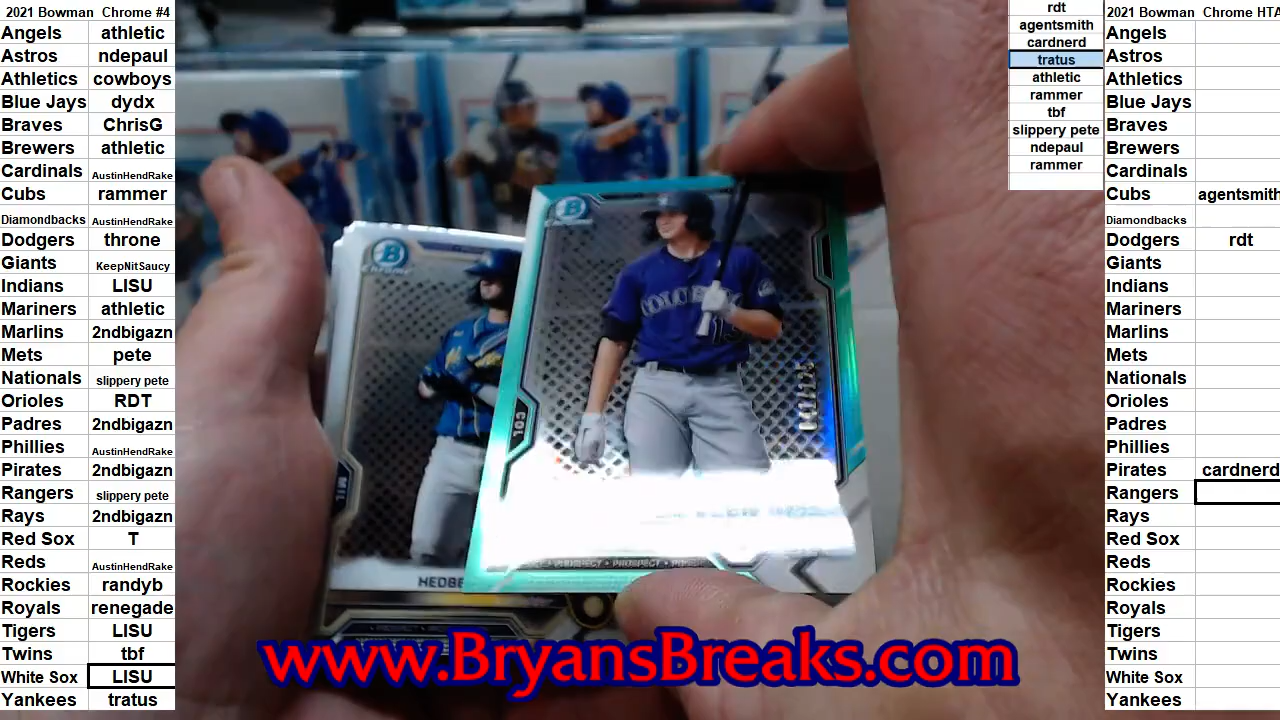 2021 Bowman Chrome #4
Angels athletic
Astros ndepaul
Athletics cowboys
Blue Jays dydx
Braves ChrisG
Brewers athletic
Cardinals AustinHendRake
Cubs rammer
Diamondbacks AustinHendRake
Dodgers throne
Giants KeepNitSaucy
Indians LISU
Mariners athletic
Marlins 2ndbigazn
Mets pete
Nationals slippery pete
Orioles RDT
Padres 2ndbigazn
Phillies AustinHendRake
Pirates 2ndbigazn
Rangers slippery pete
Rays 2ndbigazn
Red Sox T
Reds AustinHendRake
Rockies randyb
Royals renegade
Tigers LISU
Twins tbf
White Sox LISU
Yankees tratus
B
Chrome
MIL
HEDBE
B
COL
PROSPECT • PROSPECT
www.BryansBreaks.com
rdt
agentsmith
cardnerd
tratus
athletic
rammer
tbf
slippery pete
ndepaul
rammer
2021 Bowman Chrome HTA
Angels
Astros
Athletics
Blue Jays
Braves
Brewers
Cardinals
Cubs agentsmith
Diamondbacks
Dodgers rdt
Giants
Indians
Mariners
Marlins
Mets
Nationals
Orioles
Padres
Phillies
Pirates cardnerd
Rangers
Rays
Red Sox
Reds
Rockies
Royals
Tigers
Twins
White Sox
Yankees